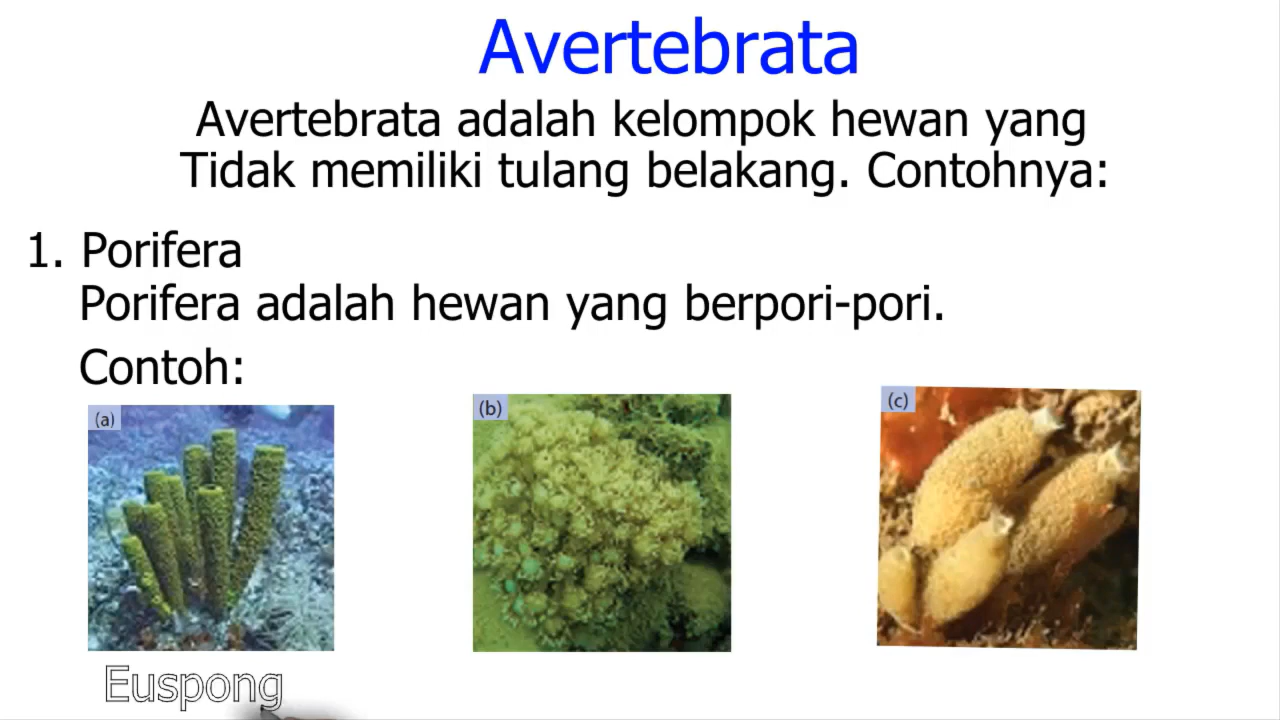 Avertebrata
Avertebrata adalah kelompok hewan yang
Tidak memiliki tulang belakang. Contohnya:
1. Porifera
Porifera adalah hewan yang berpori-pori.
Contoh:
(a)
(b)
(c)
Euspong